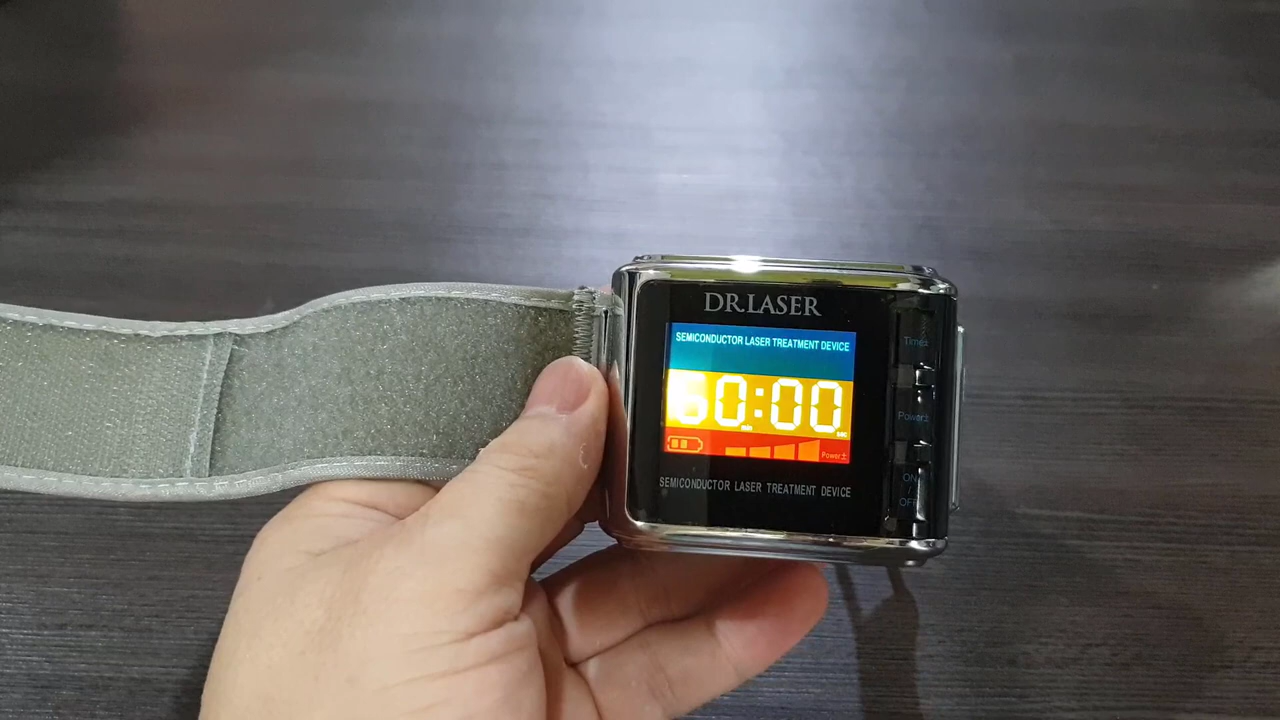 DR.LASER
SEMICONDUCTOR LASER TREATMENT DEVICE
60:00
min
sec
Power±
SEMICONDUCTOR LASER TREATMENT DEVICE
Time±
Power±
ON
/
OFF